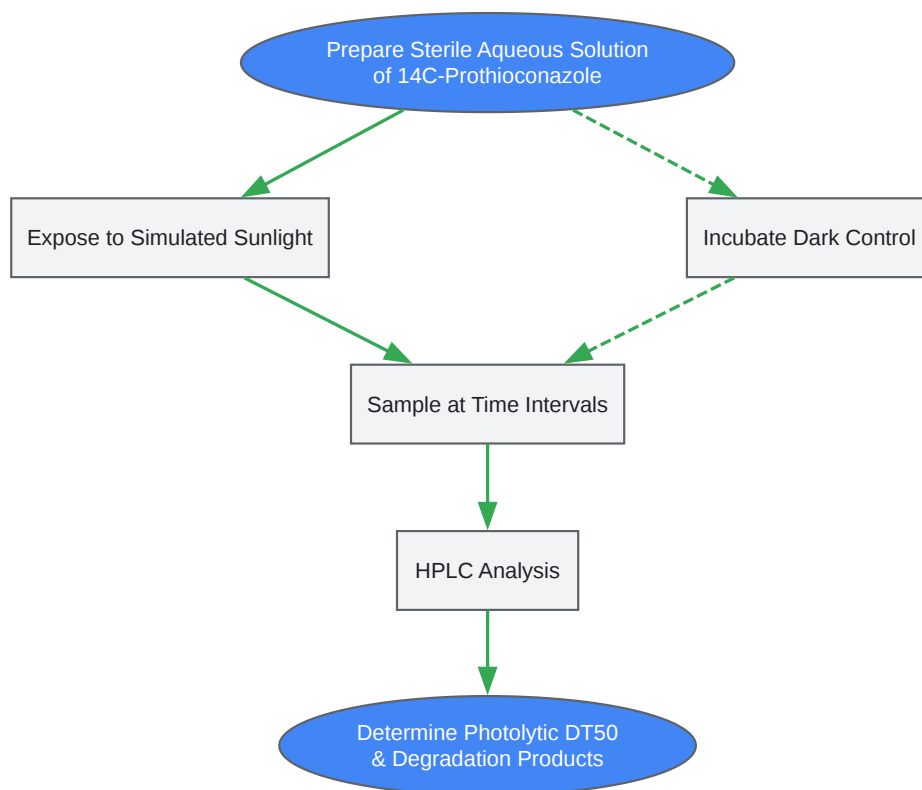 Prepare Sterile Aqueous Solution
of 14C-Prothioconazole
Expose to Simulated Sunlight
Incubate Dark Control
Sample at Time Intervals
HPLC Analysis
Determine Photolytic DT50
& Degradation Products